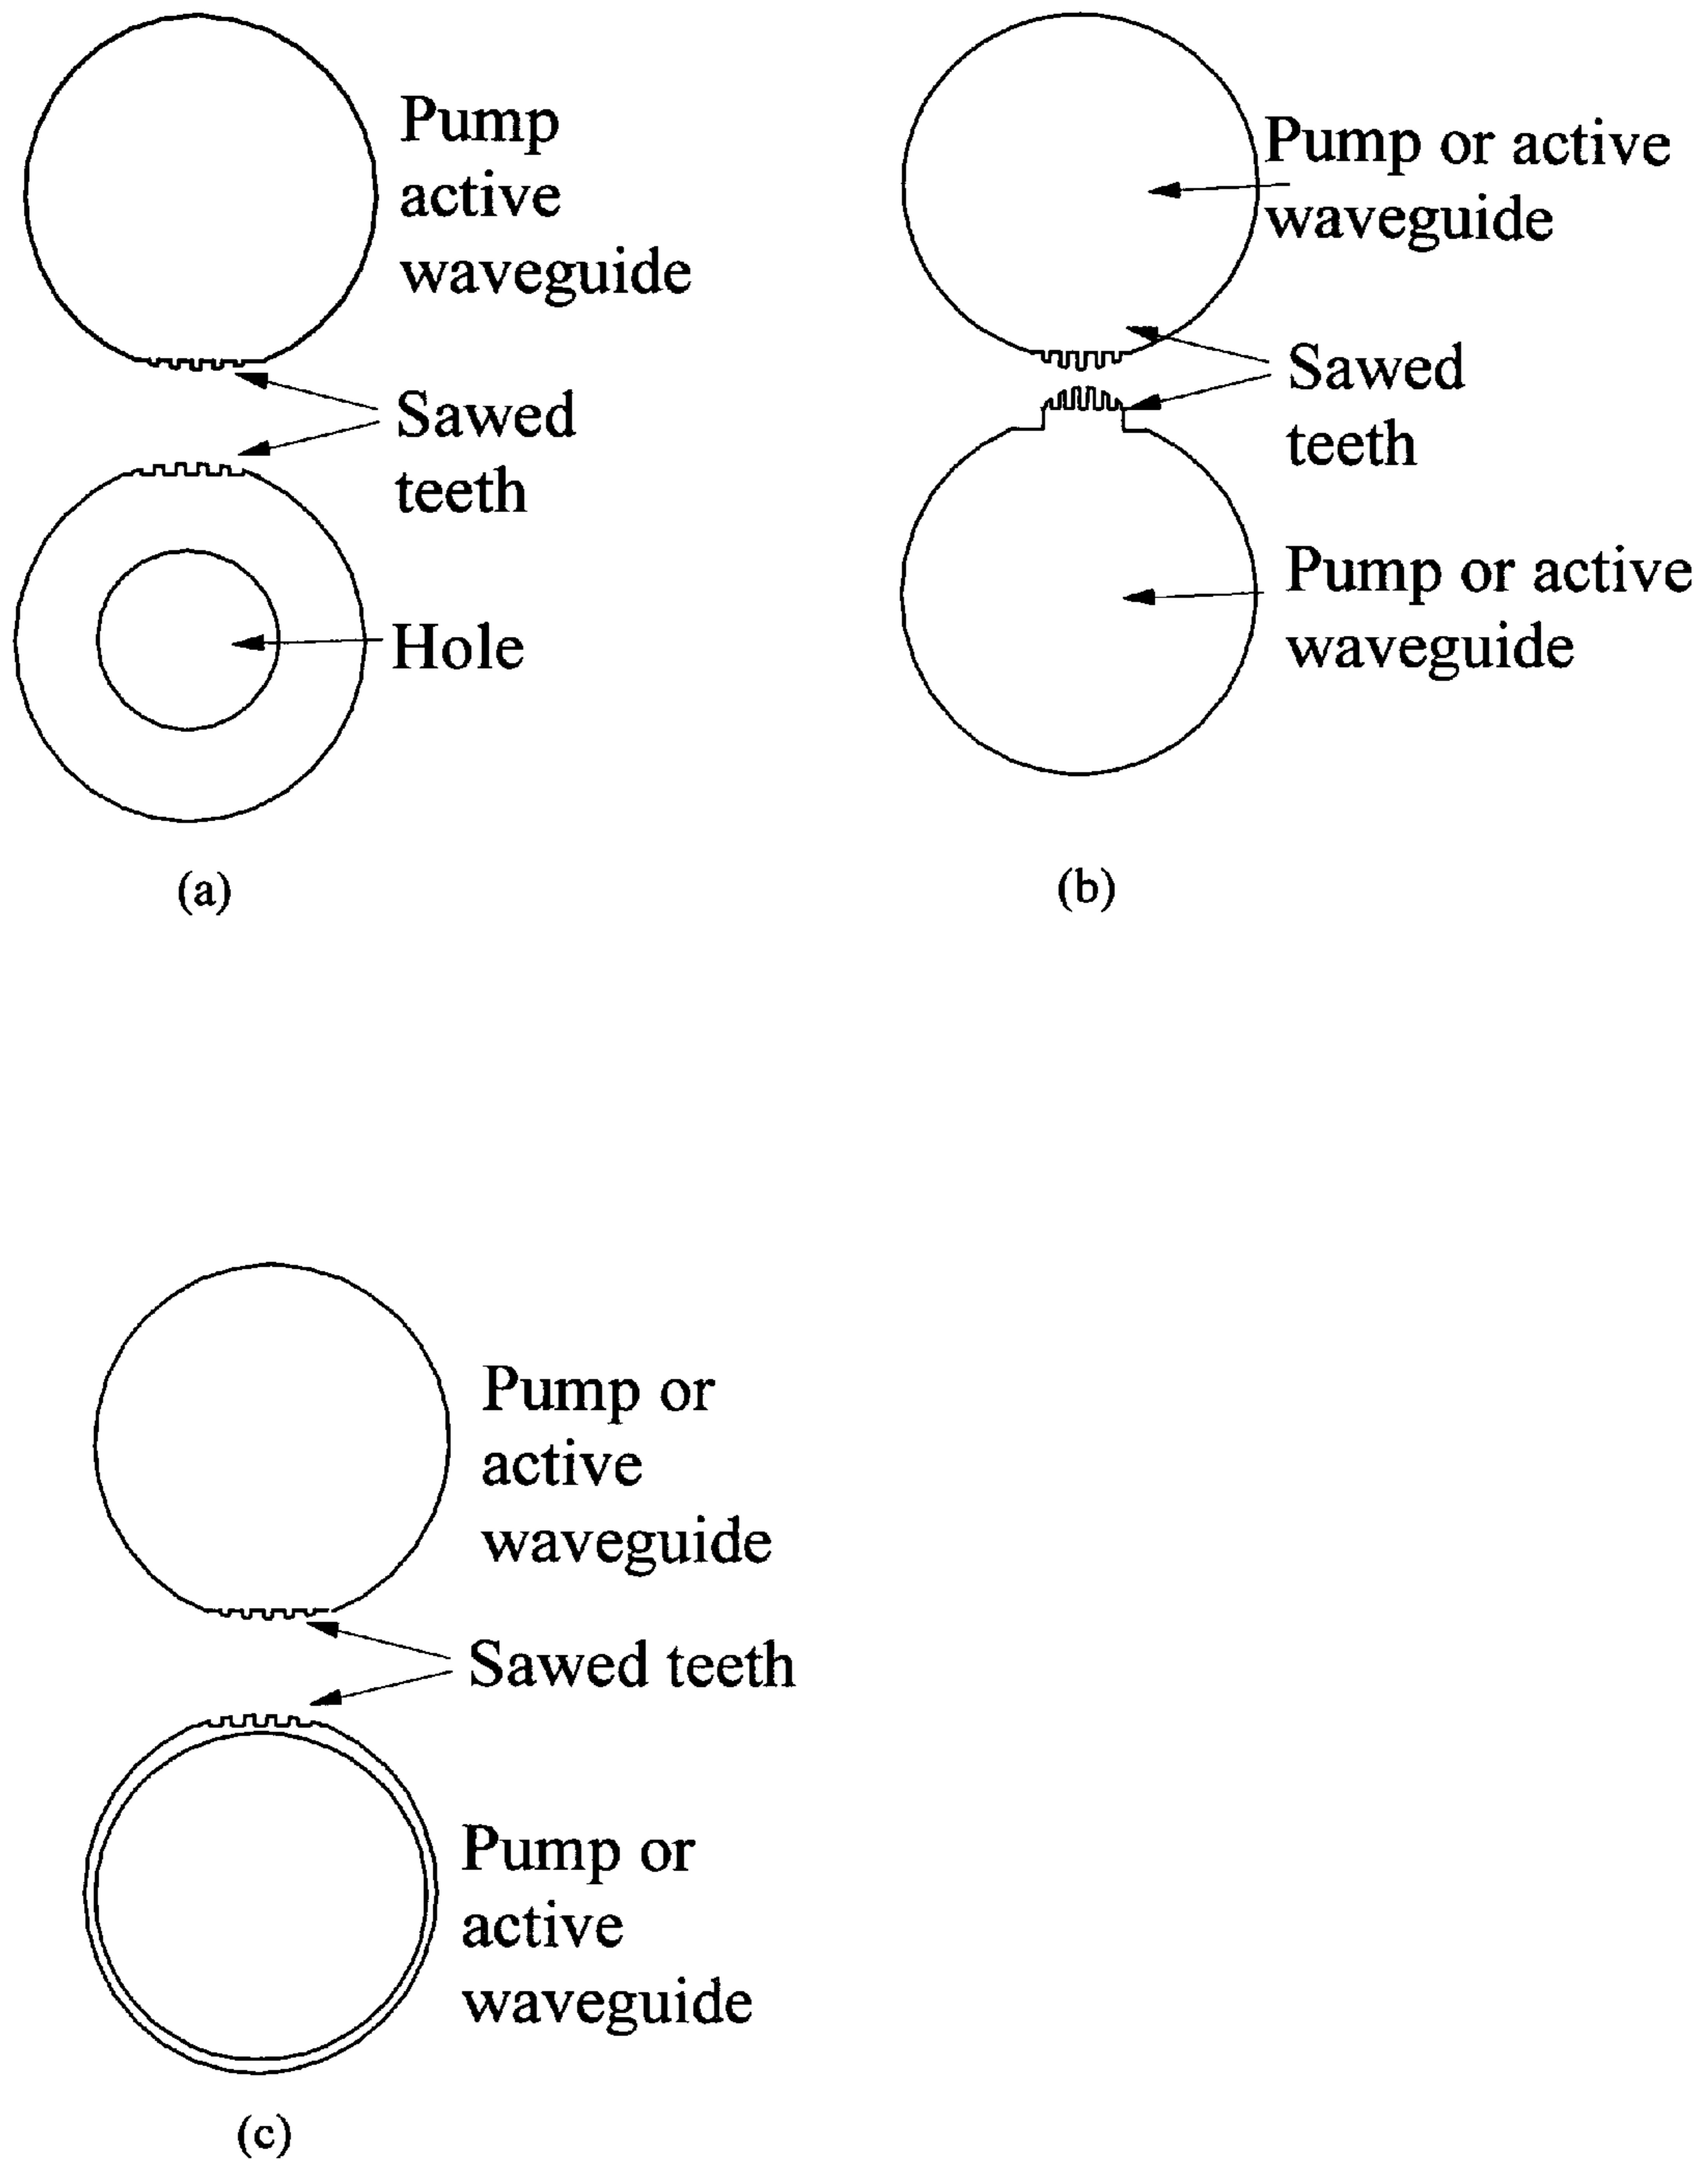 Pump
active
waveguide
Sawed
teeth
Hole
(a)
Pump or active
waveguide
Sawed
teeth
Pump or active
waveguide
(b)
Pump or
active
waveguide
Sawed teeth
Pump or
active
waveguide
(c)